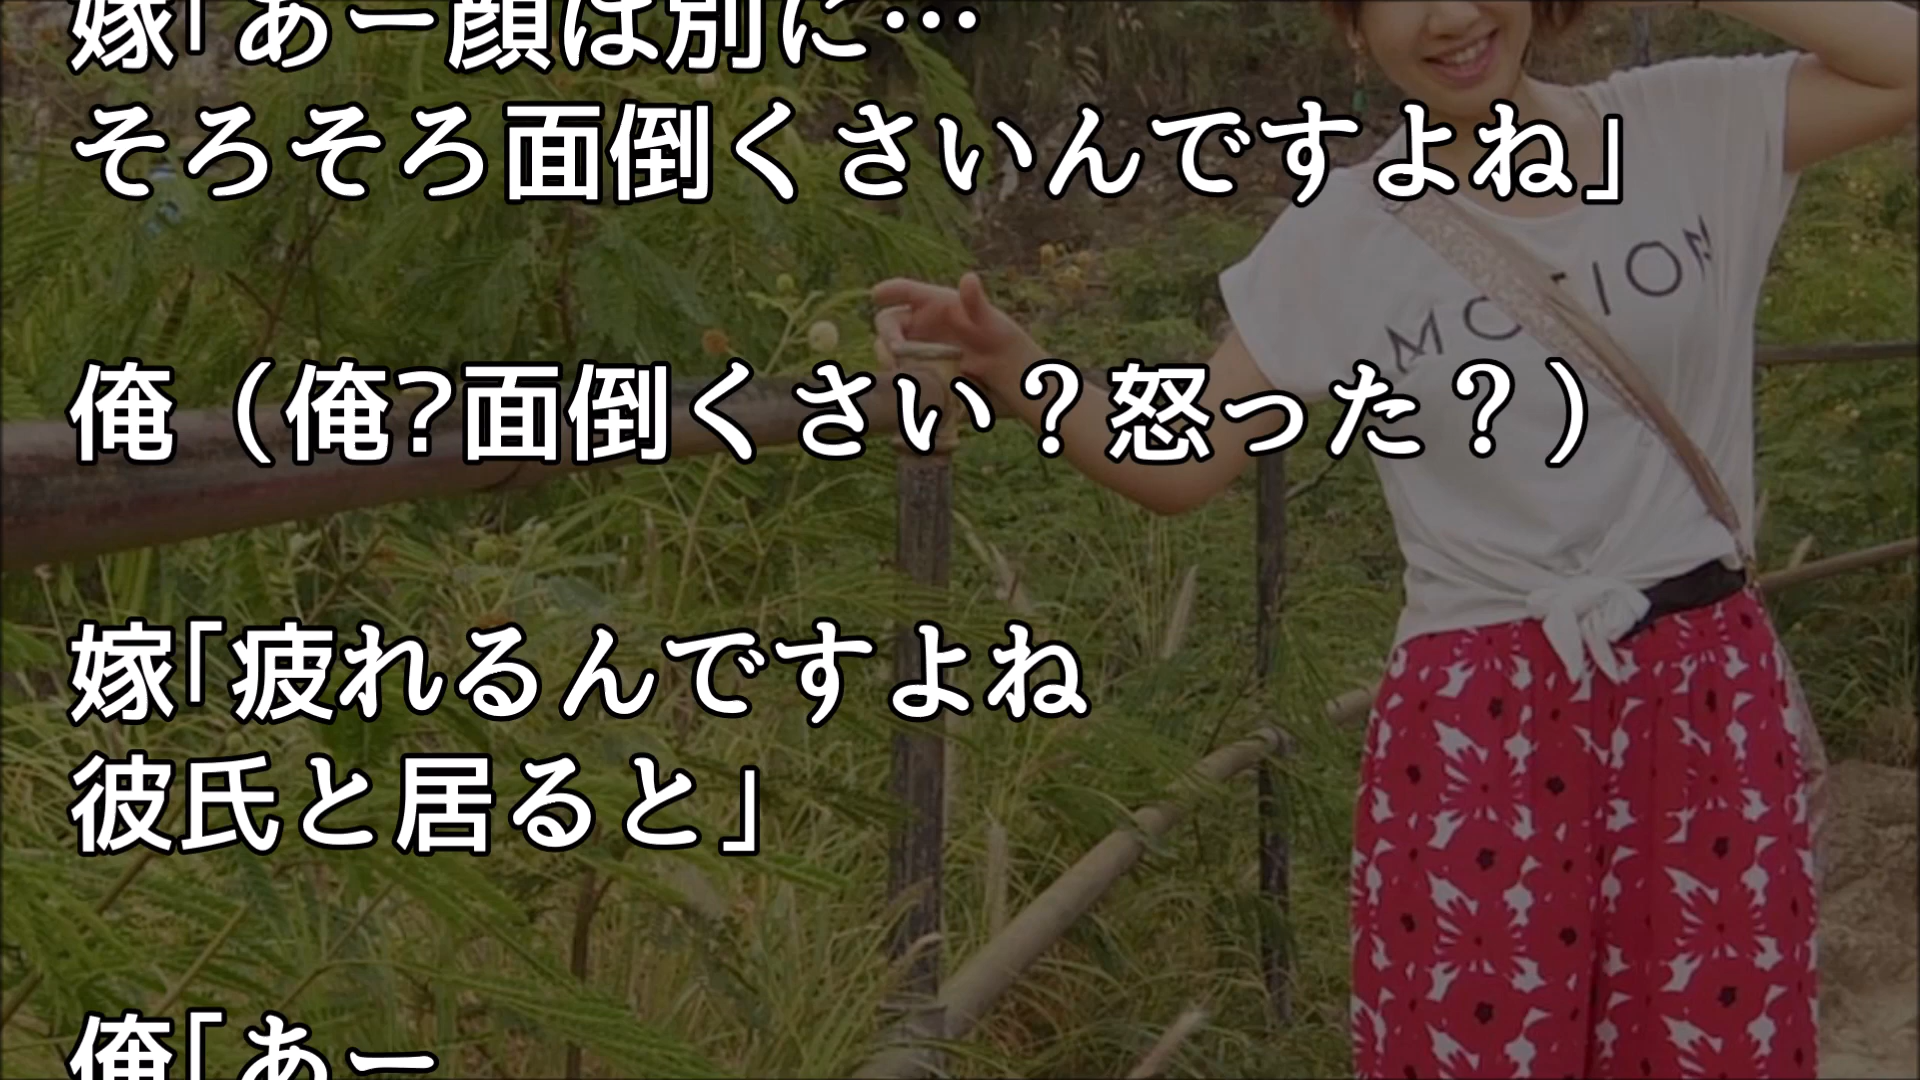 嫁「あー顔は別に…
そろそろ面倒くさいんですよね」
俺（俺?面倒くさい？怒った？）
嫁「疲れるんですよね
彼氏と居ると」
俺「あー
MOTION